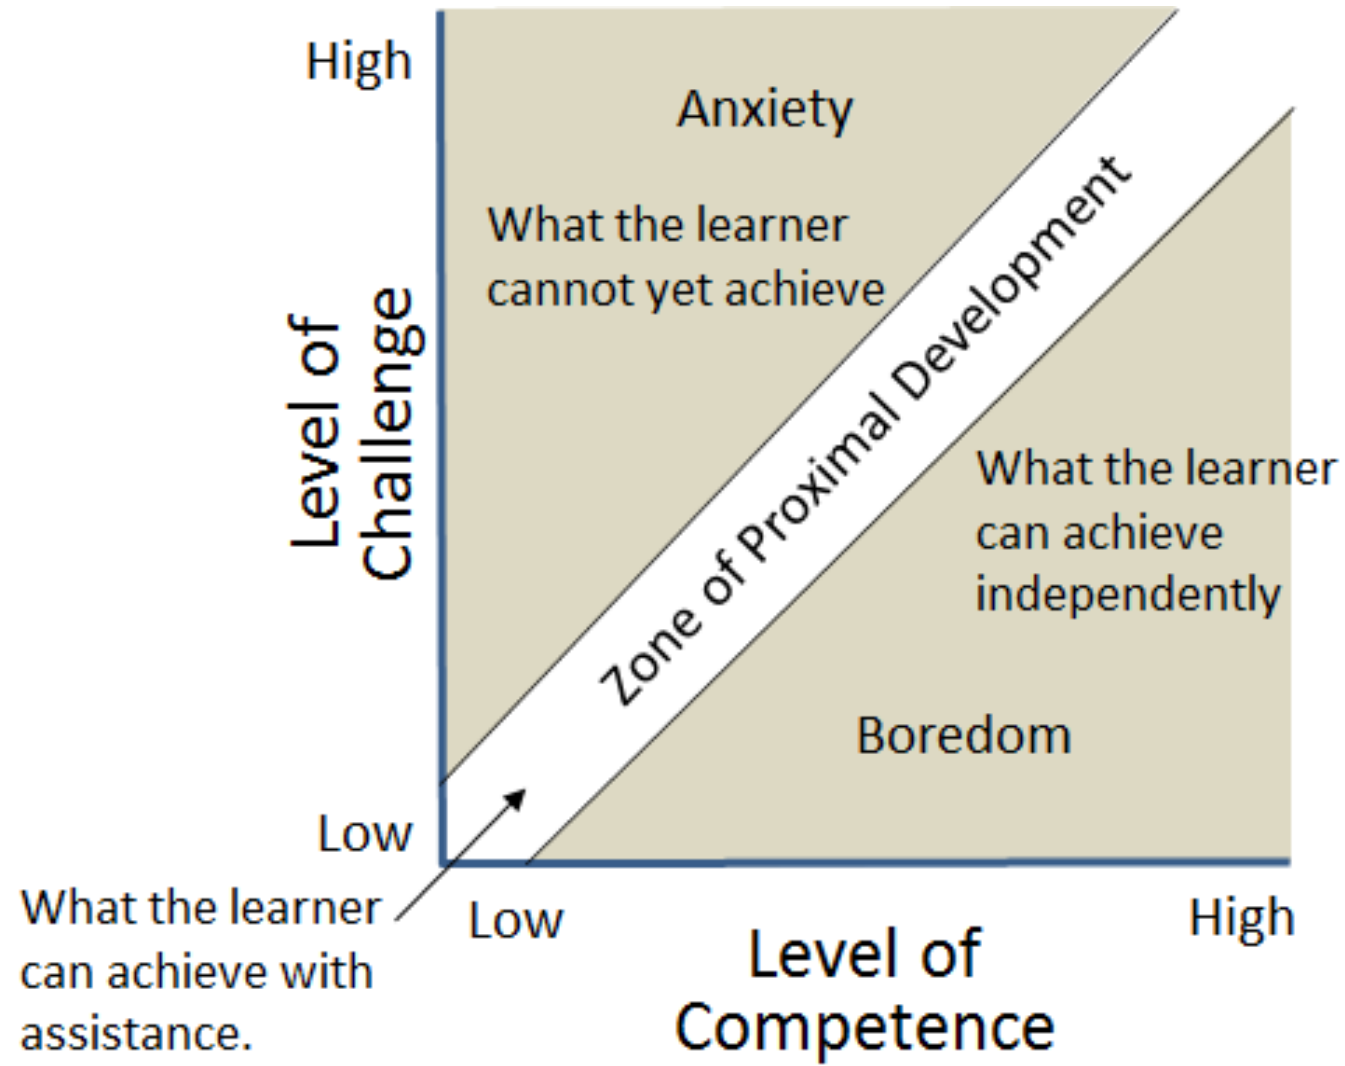 High
Anxiety
What the learner
cannot yet achieve
Level of
Challenge
Zone of Proximal Development
What the learner
can achieve
independently
Boredom
Low
What the learner
can achieve with
assistance.
Low
High
Level of
Competence